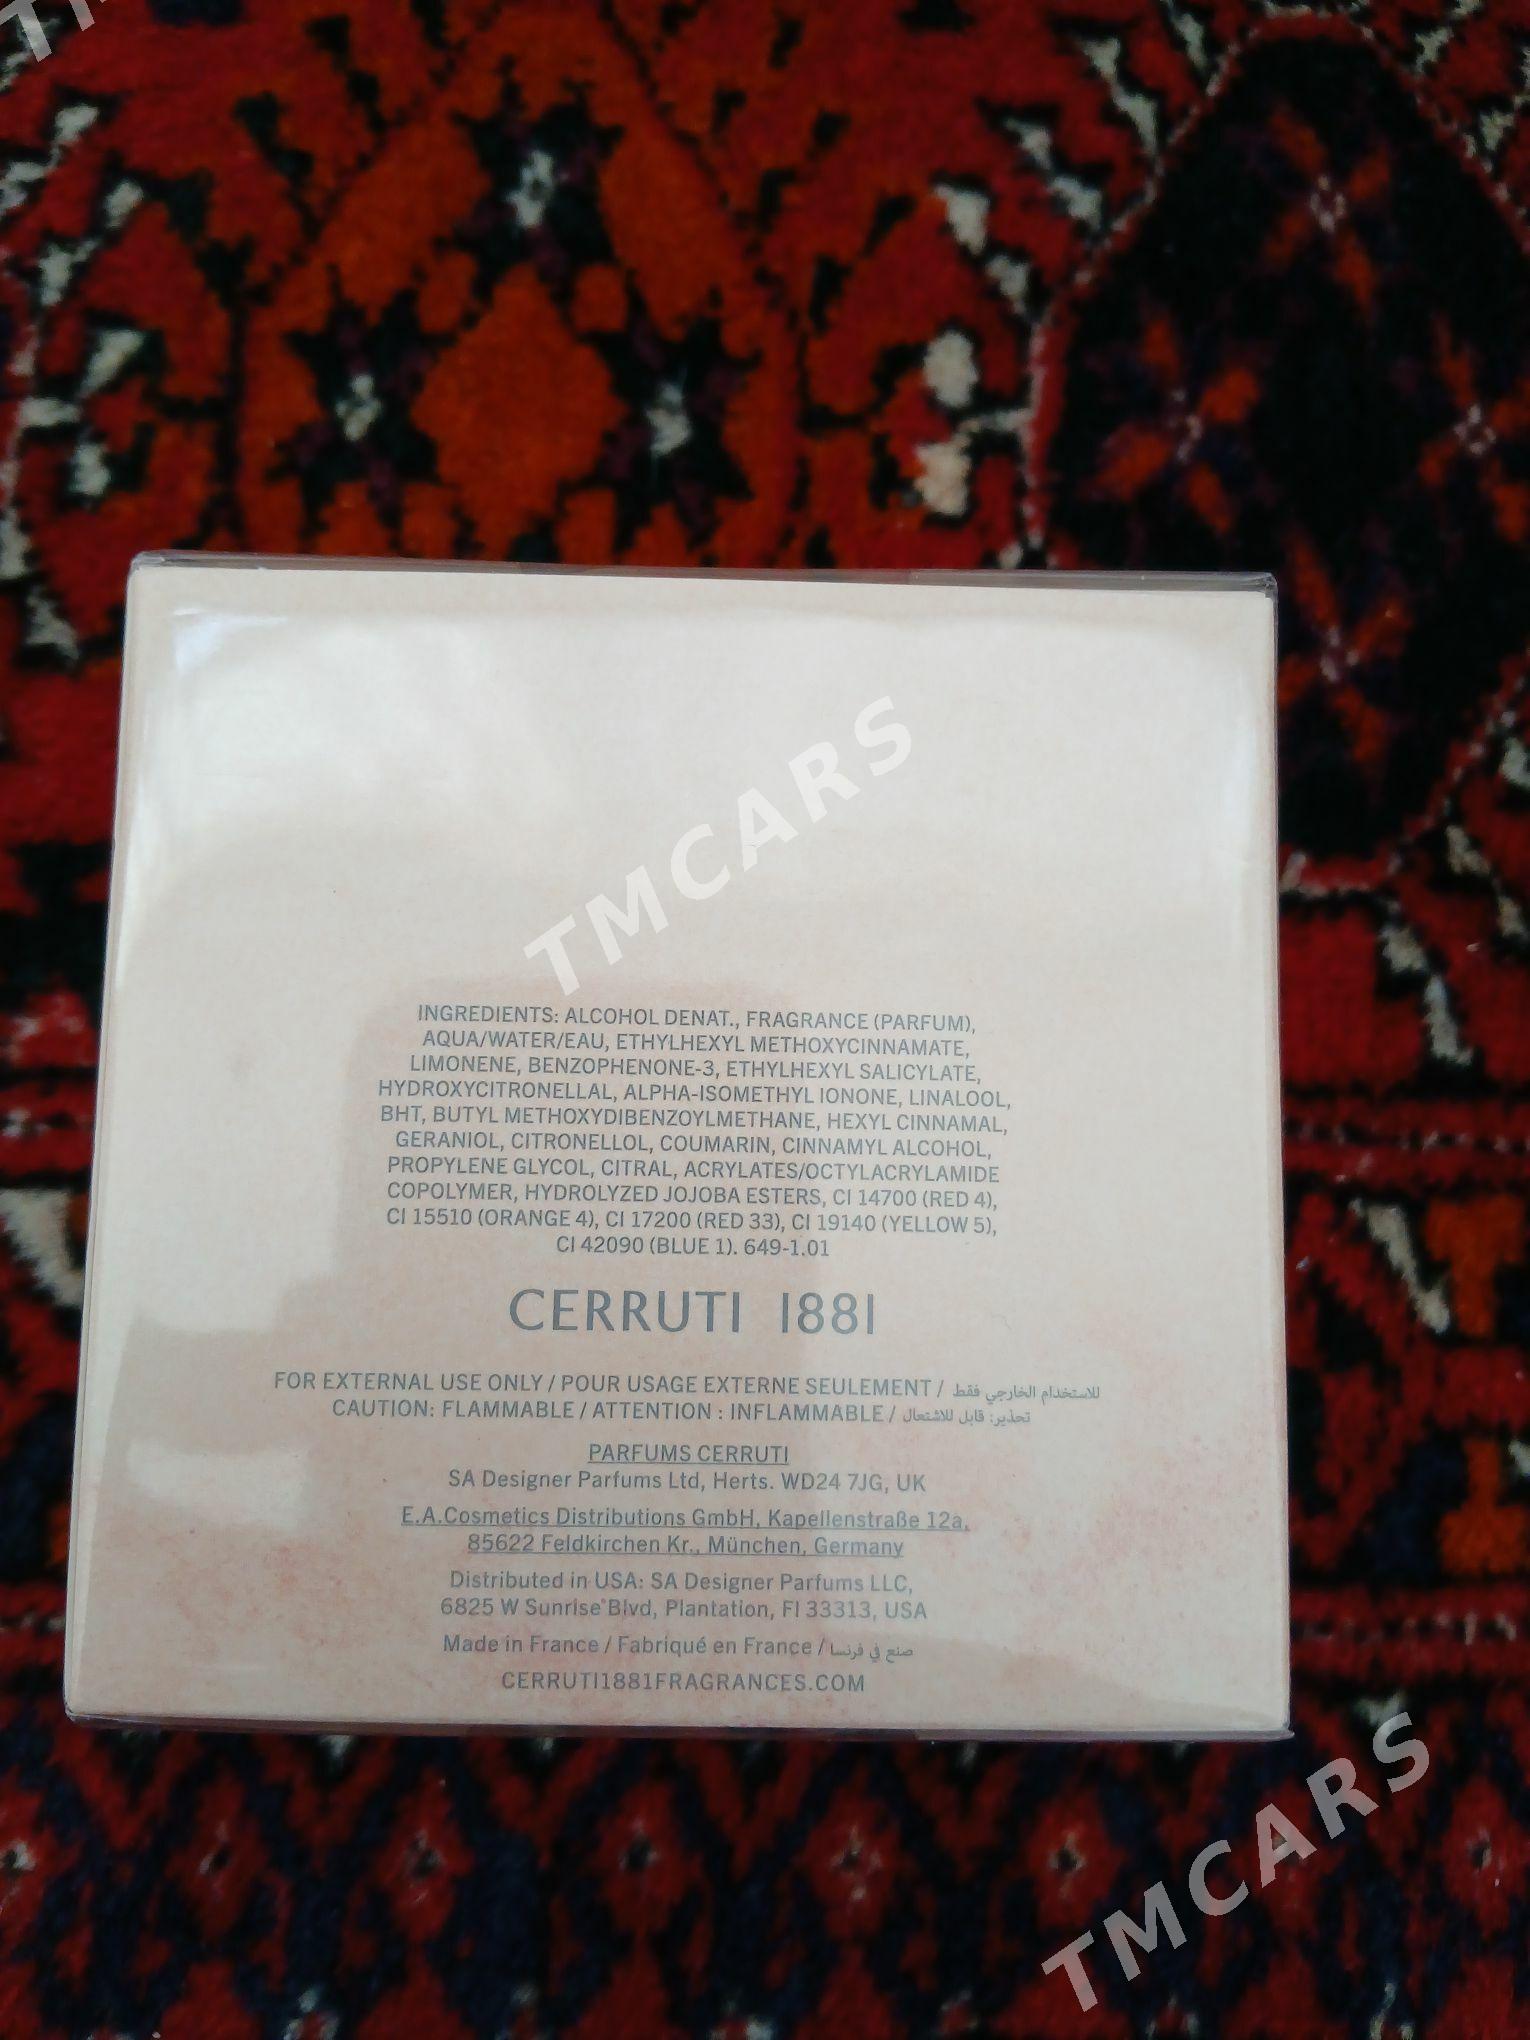 TMCARS
INGREDIENTS: ALCOHOL DENAT., FRAGRANCE (PARFUM),
AQUA/WATER/EAU, ETHYLHEXYL METHOXYCINNAMATE,
LIMONENE, BENZOPHENONE-3, ETHYLHEXYL SALICYLATE,
HYDROXYCITRONELLAL, ALPHA-ISOMETHYL IONONE, LINALOOL,
BHT, BUTYL METHOXYDIBENZOYLMETHANE, HEXYL CINNAMAL,
GERANIOL, CITRONELLOL, COUMARIN, CINNAMYL ALCOHOL,
PROPYLENE GLYCOL, CITRAL, ACRYLATES/OCTYLACRYLAMIDE
COPOLYMER, HYDROLYZED JOJOBA ESTERS, CI 14700 (RED 4),
CI 15510 (ORANGE 4), CI 17200 (RED 33), CI 19140 (YELLOW 5),
CI 42090 (BLUE 1). 649-1.01
CERRUTI 1881
FOR EXTERNAL USE ONLY / POUR USAGE EXTERNE SEULEMENT / للاستخدام الخارجي فقط
CAUTION: FLAMMABLE / ATTENTION : INFLAMMABLE / تحذير: قابل للاشتعال
PARFUMS CERRUTI
SA Designer Parfums Ltd, Herts. WD24 7JG, UK
E.A.Cosmetics Distributions GmbH, Kapellenstraße 12a,
85622 Feldkirchen Kr., München, Germany
Distributed in USA: SA Designer Parfums LLC,
6825 W Sunrise Blvd, Plantation, Fl 33313, USA
Made in France / Fabriqué en France / صنع في فرنسا
CERRUTI1881FRAGRANCES.COM
TMCARS